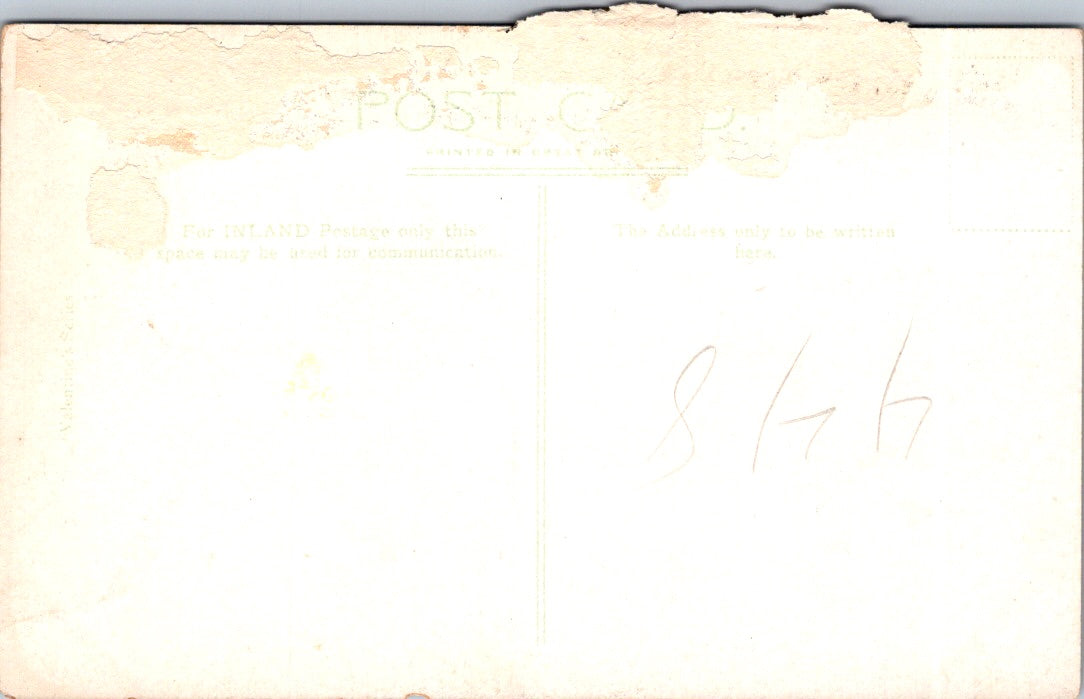 POST C D.
PRINTED IN GREAT
For INLAND Postage only this
space may be used for communication.
The Address only to be written
here.